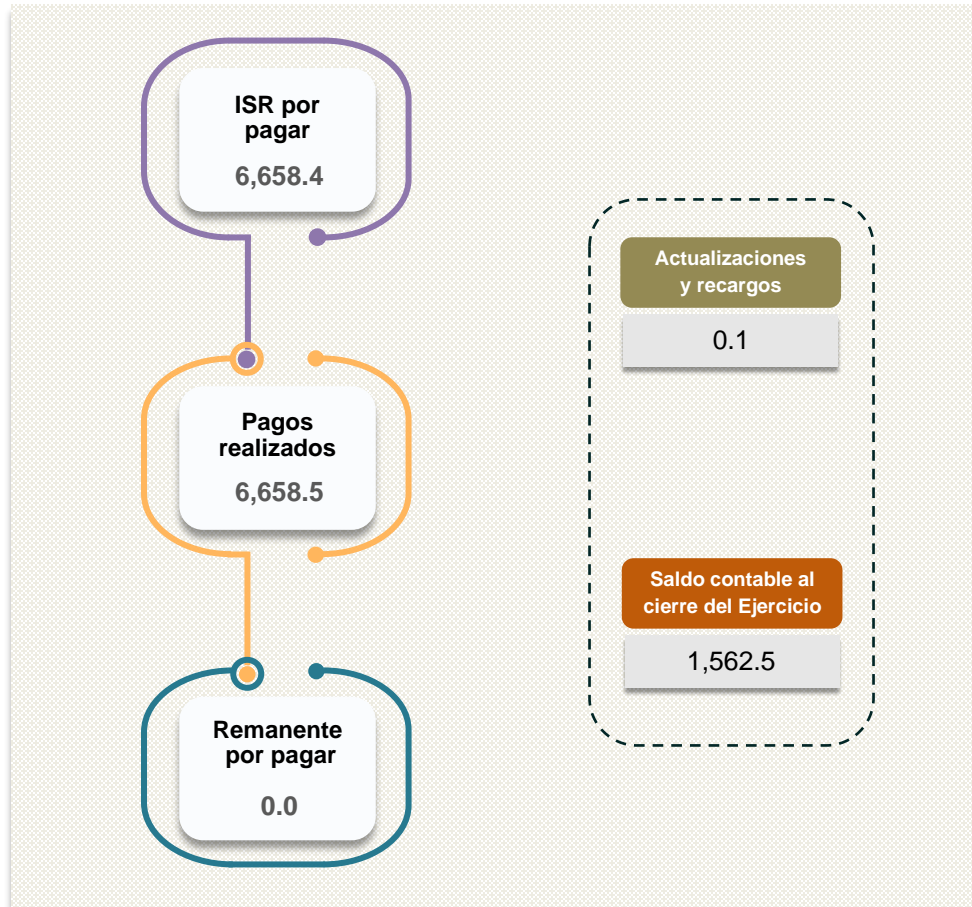 ISR por
pagar
6,658.4
Pagos
realizados
6,658.5
Remanente
por pagar
0.0
Actualizaciones
y recargos
0.1
Saldo contable al
cierre del Ejercicio
1,562.5